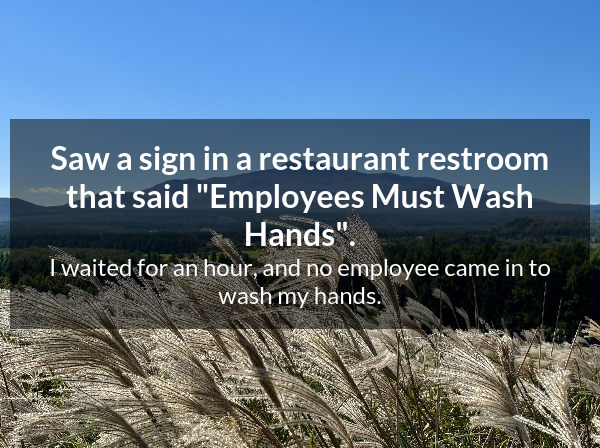 Saw a sign in a restaurant restroom
that said "Employees Must Wash
Hands".
I waited for an hour, and no employee came in to
wash my hands.